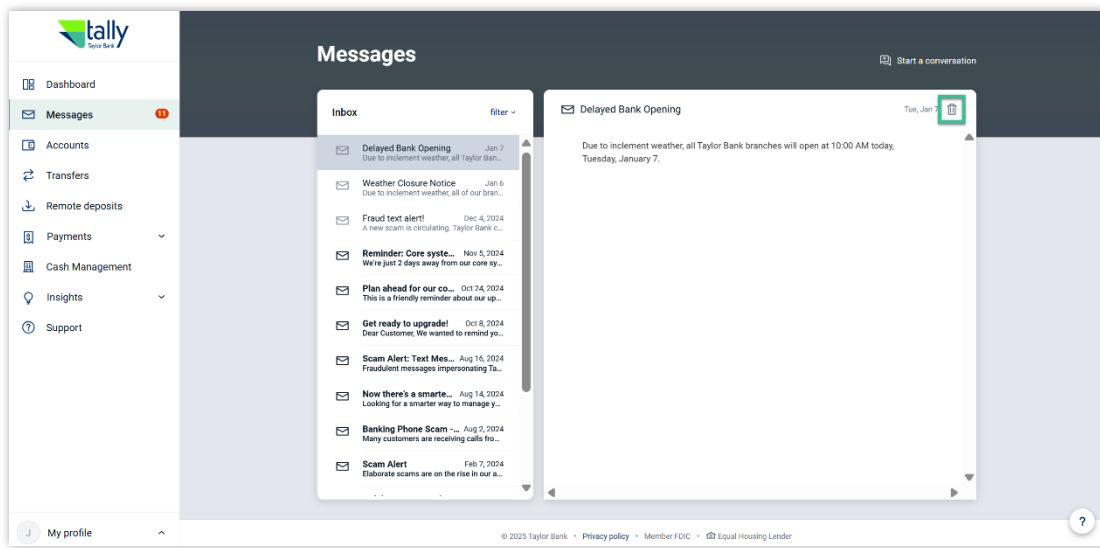 tally
Taylor Bank
Dashboard
Messages 11
Accounts
Transfers
Remote deposits
Payments
Cash Management
Insights
Support
J My profile
Messages
Start a conversation
Inbox filter
Delayed Bank Opening Jan 7
Due to inclement weather, all Taylor Ban...
Weather Closure Notice Jan 6
Due to inclement weather, all of our bran...
Fraud text alert! Dec 4, 2024
A new scam is circulating. Taylor Bank c...
Reminder: Core syste... Nov 5, 2024
We're just 2 days away from our core sy...
Plan ahead for our co... Oct 24, 2024
This is a friendly reminder about our up...
Get ready to upgrade! Oct 8, 2024
Dear Customer, We wanted to remind yo...
Scam Alert: Text Mes... Aug 16, 2024
Fraudulent messages impersonating Ta...
Now there's a smarte... Aug 14, 2024
Looking for a smarter way to manage y...
Banking Phone Scam -... Aug 2, 2024
Many customers are receiving calls fro...
Scam Alert Feb 7, 2024
Elaborate scams are on the rise in our a...
Delayed Bank Opening Tue, Jan 7
Due to inclement weather, all Taylor Bank branches will open at 10:00 AM today,
Tuesday, January 7.
© 2025 Taylor Bank • Privacy policy • Member FDIC • Equal Housing Lender
?